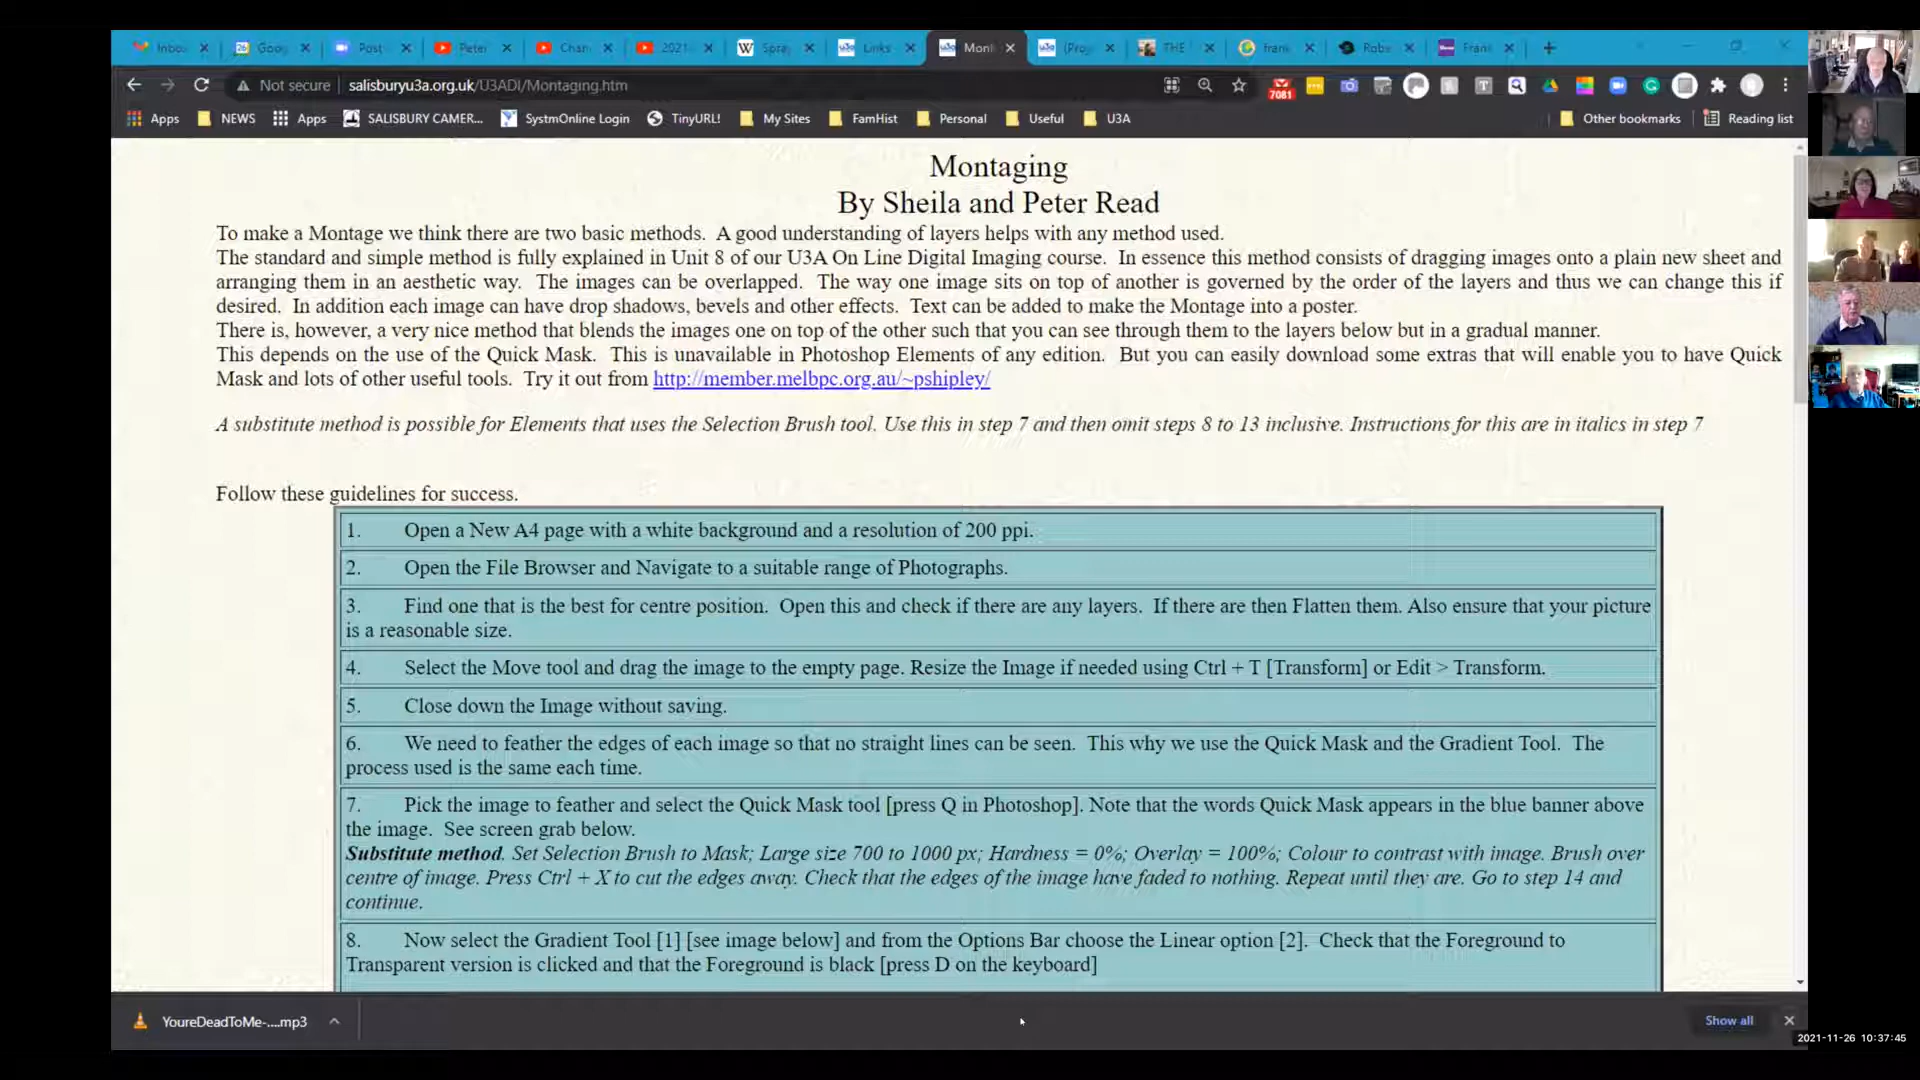 Inbox
Goo
Post
Peter
Chan
2021
Spra
Links
Mont
(Proj
THE
frank
Robe
Frank
Not secure
salisburyu3a.org.uk/U3ADI/Montaging.htm
7081
Apps
NEWS
Apps
SALISBURY CAMER...
SystmOnline Login
TinyURL!
My Sites
FamHist
Personal
Useful
U3A
Other bookmarks
Reading list
Montaging
By Sheila and Peter Read
To make a Montage we think there are two basic methods. A good understanding of layers helps with any method used.
The standard and simple method is fully explained in Unit 8 of our U3A On Line Digital Imaging course. In essence this method consists of dragging images onto a plain new sheet and
arranging them in an aesthetic way. The images can be overlapped. The way one image sits on top of another is governed by the order of the layers and thus we can change this if
desired. In addition each image can have drop shadows, bevels and other effects. Text can be added to make the Montage into a poster.
There is, however, a very nice method that blends the images one on top of the other such that you can see through them to the layers below but in a gradual manner.
This depends on the use of the Quick Mask. This is unavailable in Photoshop Elements of any edition. But you can easily download some extras that will enable you to have Quick
Mask and lots of other useful tools. Try it out from http://member.melbpc.org.au/~pshipley/
A substitute method is possible for Elements that uses the Selection Brush tool. Use this in step 7 and then omit steps 8 to 13 inclusive. Instructions for this are in italics in step 7
Follow these guidelines for success.
1. Open a New A4 page with a white background and a resolution of 200 ppi.
2. Open the File Browser and Navigate to a suitable range of Photographs.
3. Find one that is the best for centre position. Open this and check if there are any layers. If there are then Flatten them. Also ensure that your picture
is a reasonable size.
4. Select the Move tool and drag the image to the empty page. Resize the Image if needed using Ctrl + T [Transform] or Edit > Transform.
5. Close down the Image without saving.
6. We need to feather the edges of each image so that no straight lines can be seen. This why we use the Quick Mask and the Gradient Tool. The
process used is the same each time.
7. Pick the image to feather and select the Quick Mask tool [press Q in Photoshop]. Note that the words Quick Mask appears in the blue banner above
the image. See screen grab below.
Substitute method. Set Selection Brush to Mask; Large size 700 to 1000 px; Hardness = 0%; Overlay = 100%; Colour to contrast with image. Brush over
centre of image. Press Ctrl + X to cut the edges away. Check that the edges of the image have faded to nothing. Repeat until they are. Go to step 14 and
continue.
8. Now select the Gradient Tool [1] [see image below] and from the Options Bar choose the Linear option [2]. Check that the Foreground to
Transparent version is clicked and that the Foreground is black [press D on the keyboard]
YoureDeadToMe-....mp3
Show all
2021-11-26 10:37:45